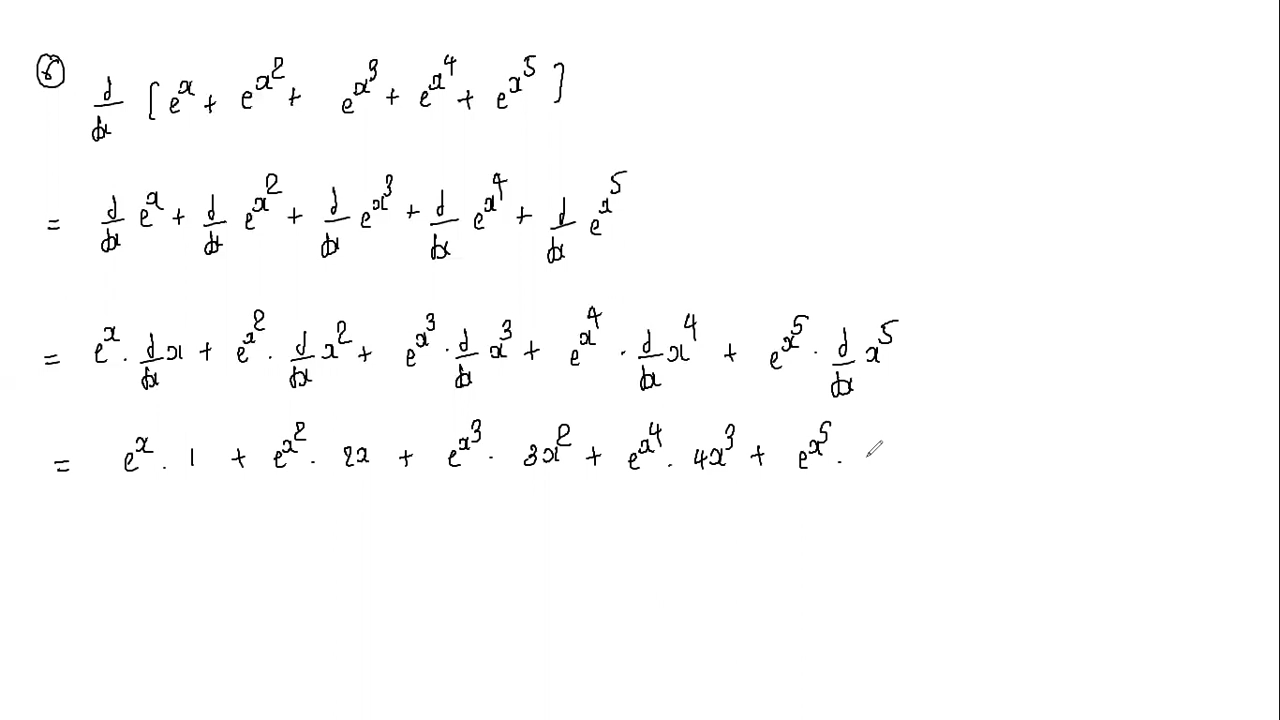 ⑧ d/dx [e^x + e^x^2 + e^x^3 + e^x^4 + e^x^5]
= d/dx e^x + d/dx e^x^2 + d/dx e^x^3 + d/dx e^x^4 + d/dx e^x^5
= e^x · d/dx x + e^x^2 · d/dx x^2 + e^x^3 · d/dx x^3 + e^x^4 · d/dx x^4 + e^x^5 · d/dx x^5
= e^x · 1 + e^x^2 · 2x + e^x^3 · 3x^2 + e^x^4 · 4x^3 + e^x^5 ·